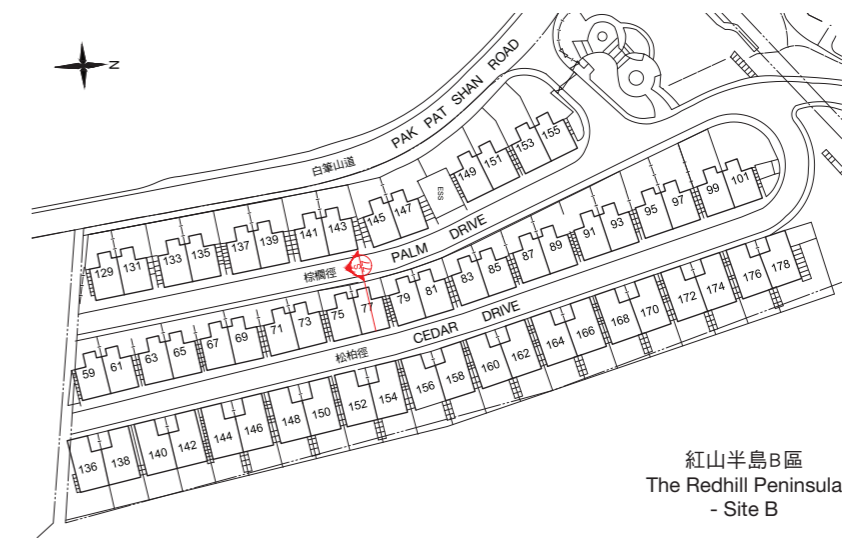 N
白筆山道
PAK PAT SHAN ROAD
149 151 153 155
ESS
129 131 133 135 137 139 141 143 145 147
棕櫚徑
PALM DRIVE
59 61 63 65 67 69 71 73 75 77 79 81 83 85 87 89 91 93 95 97 99 101
松柏徑
CEDAR DRIVE
136 138 140 142 144 146 148 150 152 154 156 158 160 162 164 166 168 170 172 174 176 178
紅山半島B區
The Redhill Peninsula
- Site B